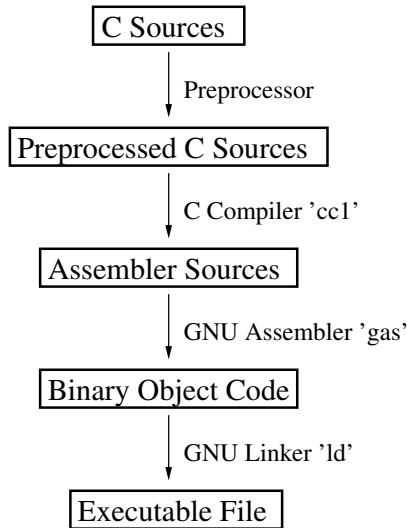 C Sources
Preprocessor
Preprocessed C Sources
C Compiler ’cc1’
Assembler Sources
GNU Assembler ’gas’
Binary Object Code
GNU Linker ’ld’
Executable File